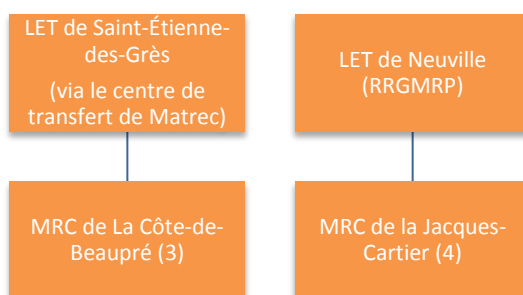 LET de Saint-Étienne-
des-Grès
(via le centre de
transfert de Matrec)
LET de Neuville
(RRGMRP)
MRC de La Côte-de-
Beaupré (3)
MRC de la Jacques-
Cartier (4)